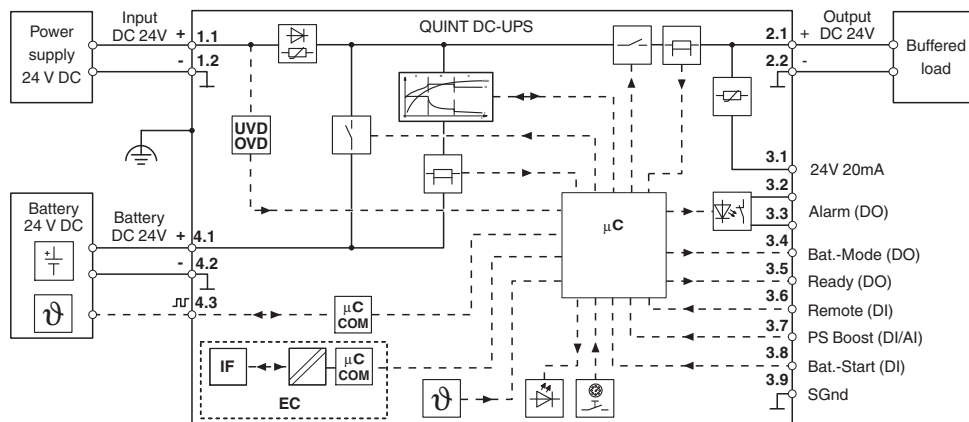 Power
supply
24 V DC
Input
DC 24V
+
1.1
-
1.2
QUINT DC-UPS
2.1
+
Output
DC 24V
2.2
-
Buffered
load
UVD
OVD
3.1
24V 20mA
3.2
3.3
Alarm (DO)
3.4
Bat.-Mode (DO)
3.5
Ready (DO)
3.6
Remote (DI)
3.7
PS Boost (DI/AI)
3.8
Bat.-Start (DI)
3.9
SGnd
µC
Battery
24 V DC
+
ϑ
Battery
DC 24V
+
4.1
-
4.2
4.3
µC
COM
IF
µC
COM
EC
ϑ